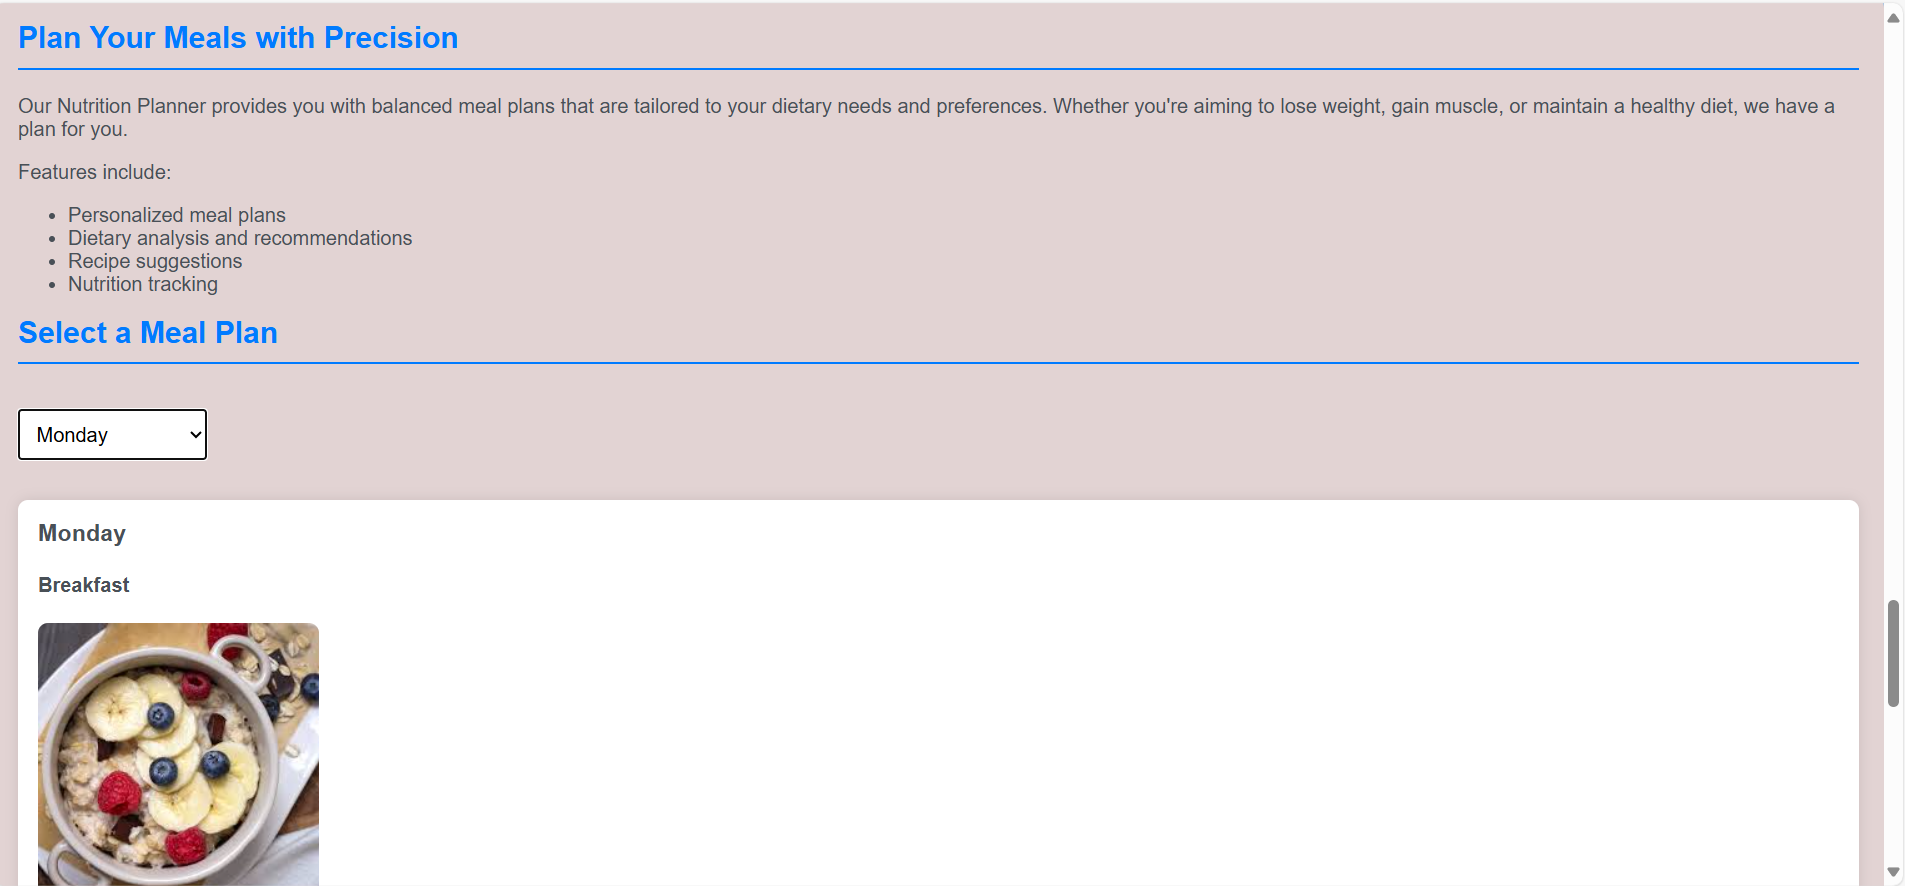 Plan Your Meals with Precision
Our Nutrition Planner provides you with balanced meal plans that are tailored to your dietary needs and preferences. Whether you're aiming to lose weight, gain muscle, or maintain a healthy diet, we have a
plan for you.
Features include:
Personalized meal plans
Dietary analysis and recommendations
Recipe suggestions
Nutrition tracking
Select a Meal Plan
Monday
Monday
Breakfast